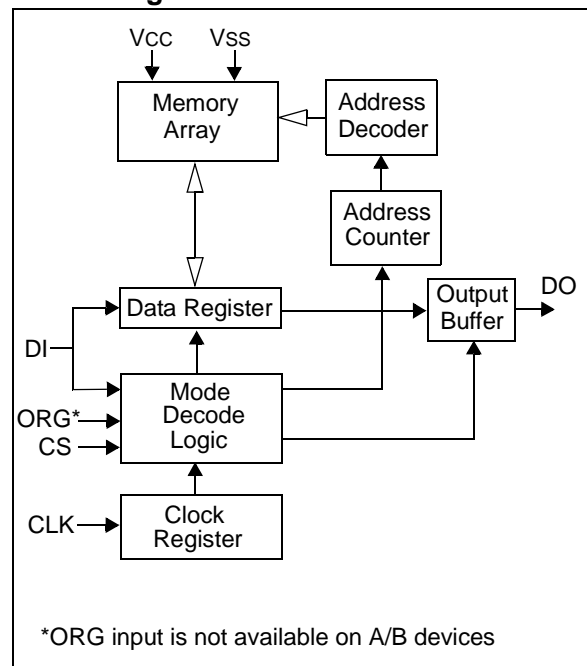 VCC
VSS
Memory
Array
Address
Decoder
Address
Counter
Data Register
Output
Buffer
DO
DI
Mode
Decode
Logic
ORG*
CS
CLK
Clock
Register
*ORG input is not available on A/B devices